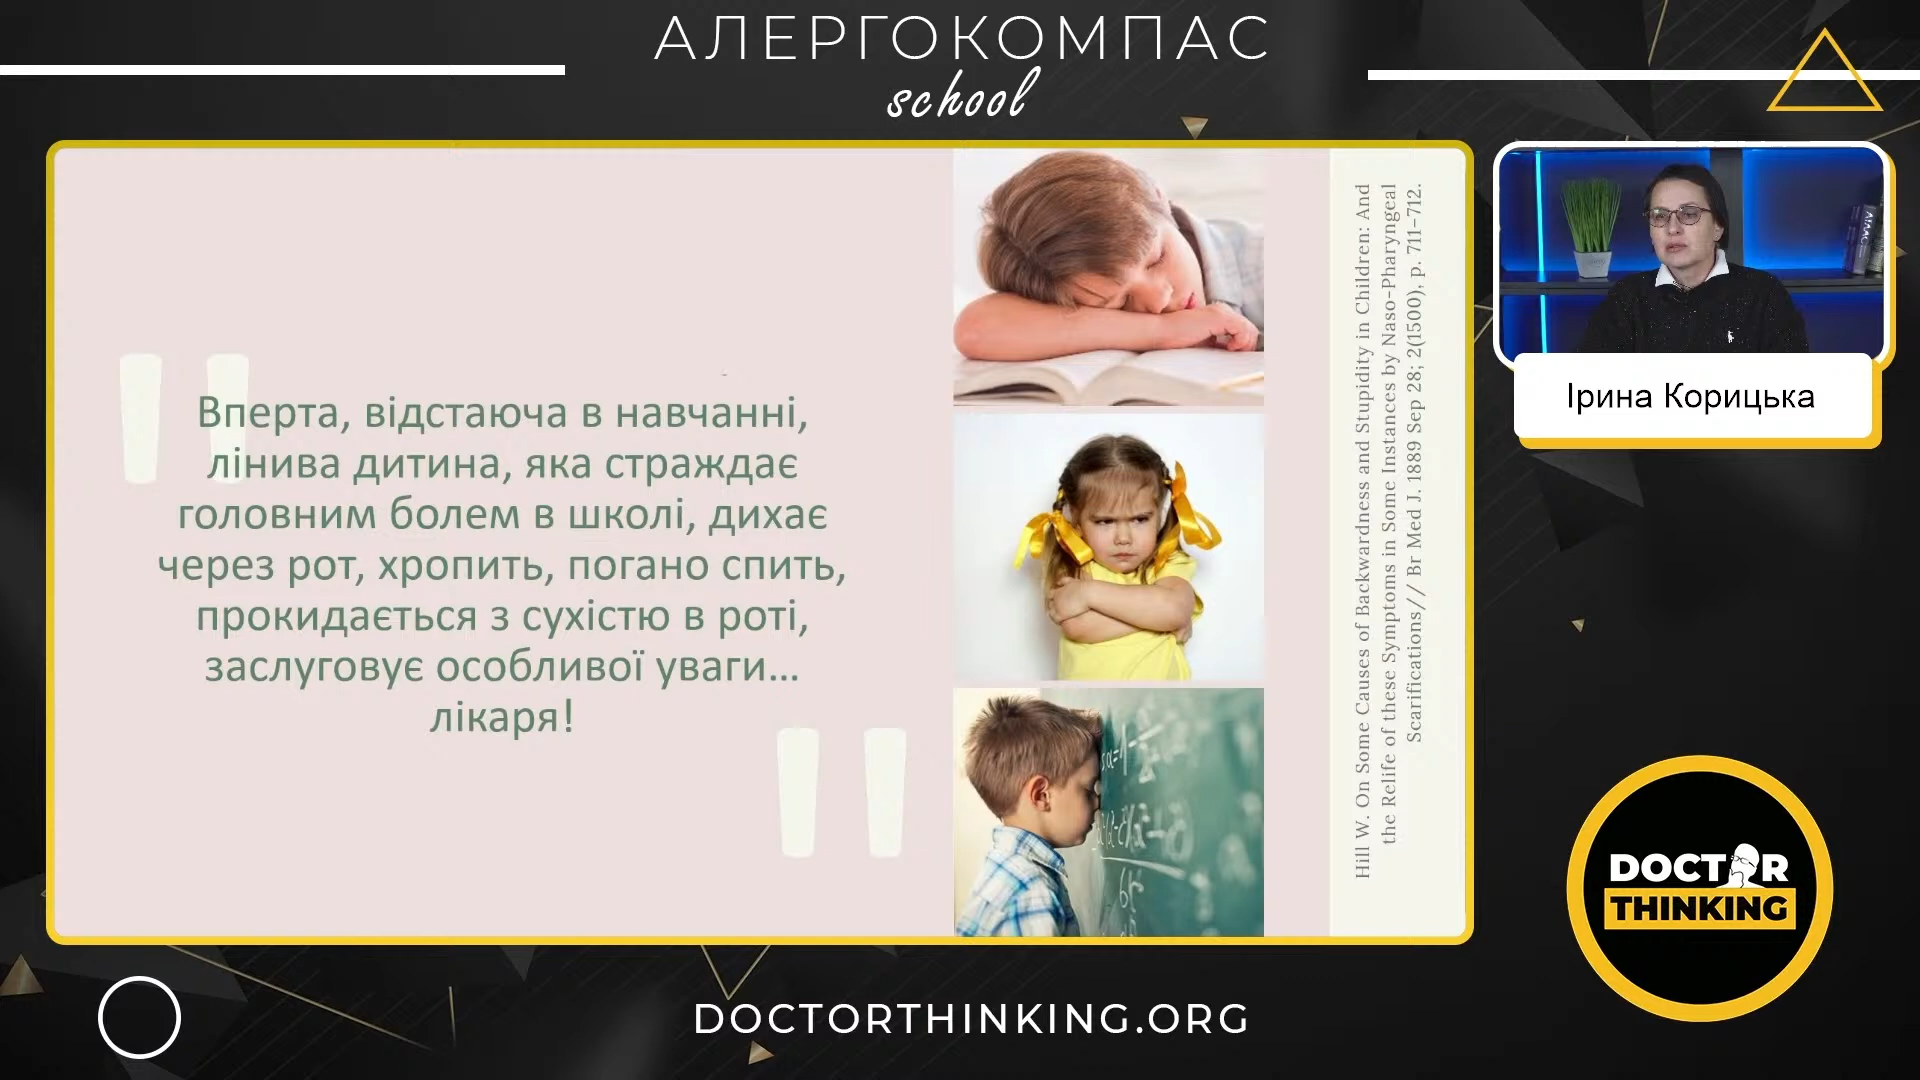 АЛЕРГОКОМПАС
school
Вперта, відстаюча в навчанні,
лінива дитина, яка страждає
головним болем в школі, дихає
через рот, хропить, погано спить,
прокидається з сухістю в роті,
заслуговує особливої уваги...
лікаря!
Hill W. On Some Causes of Backwardness and Stupidity in Children: And
the Relife of these Symptoms in Some Instances by Naso-Pharyngeal
Scarifications// Br Med J. 1889 Sep 28; 2(1500), p. 711-712.
Ірина Корицька
DOCTOR
THINKING
DOCTORTHINKING.ORG